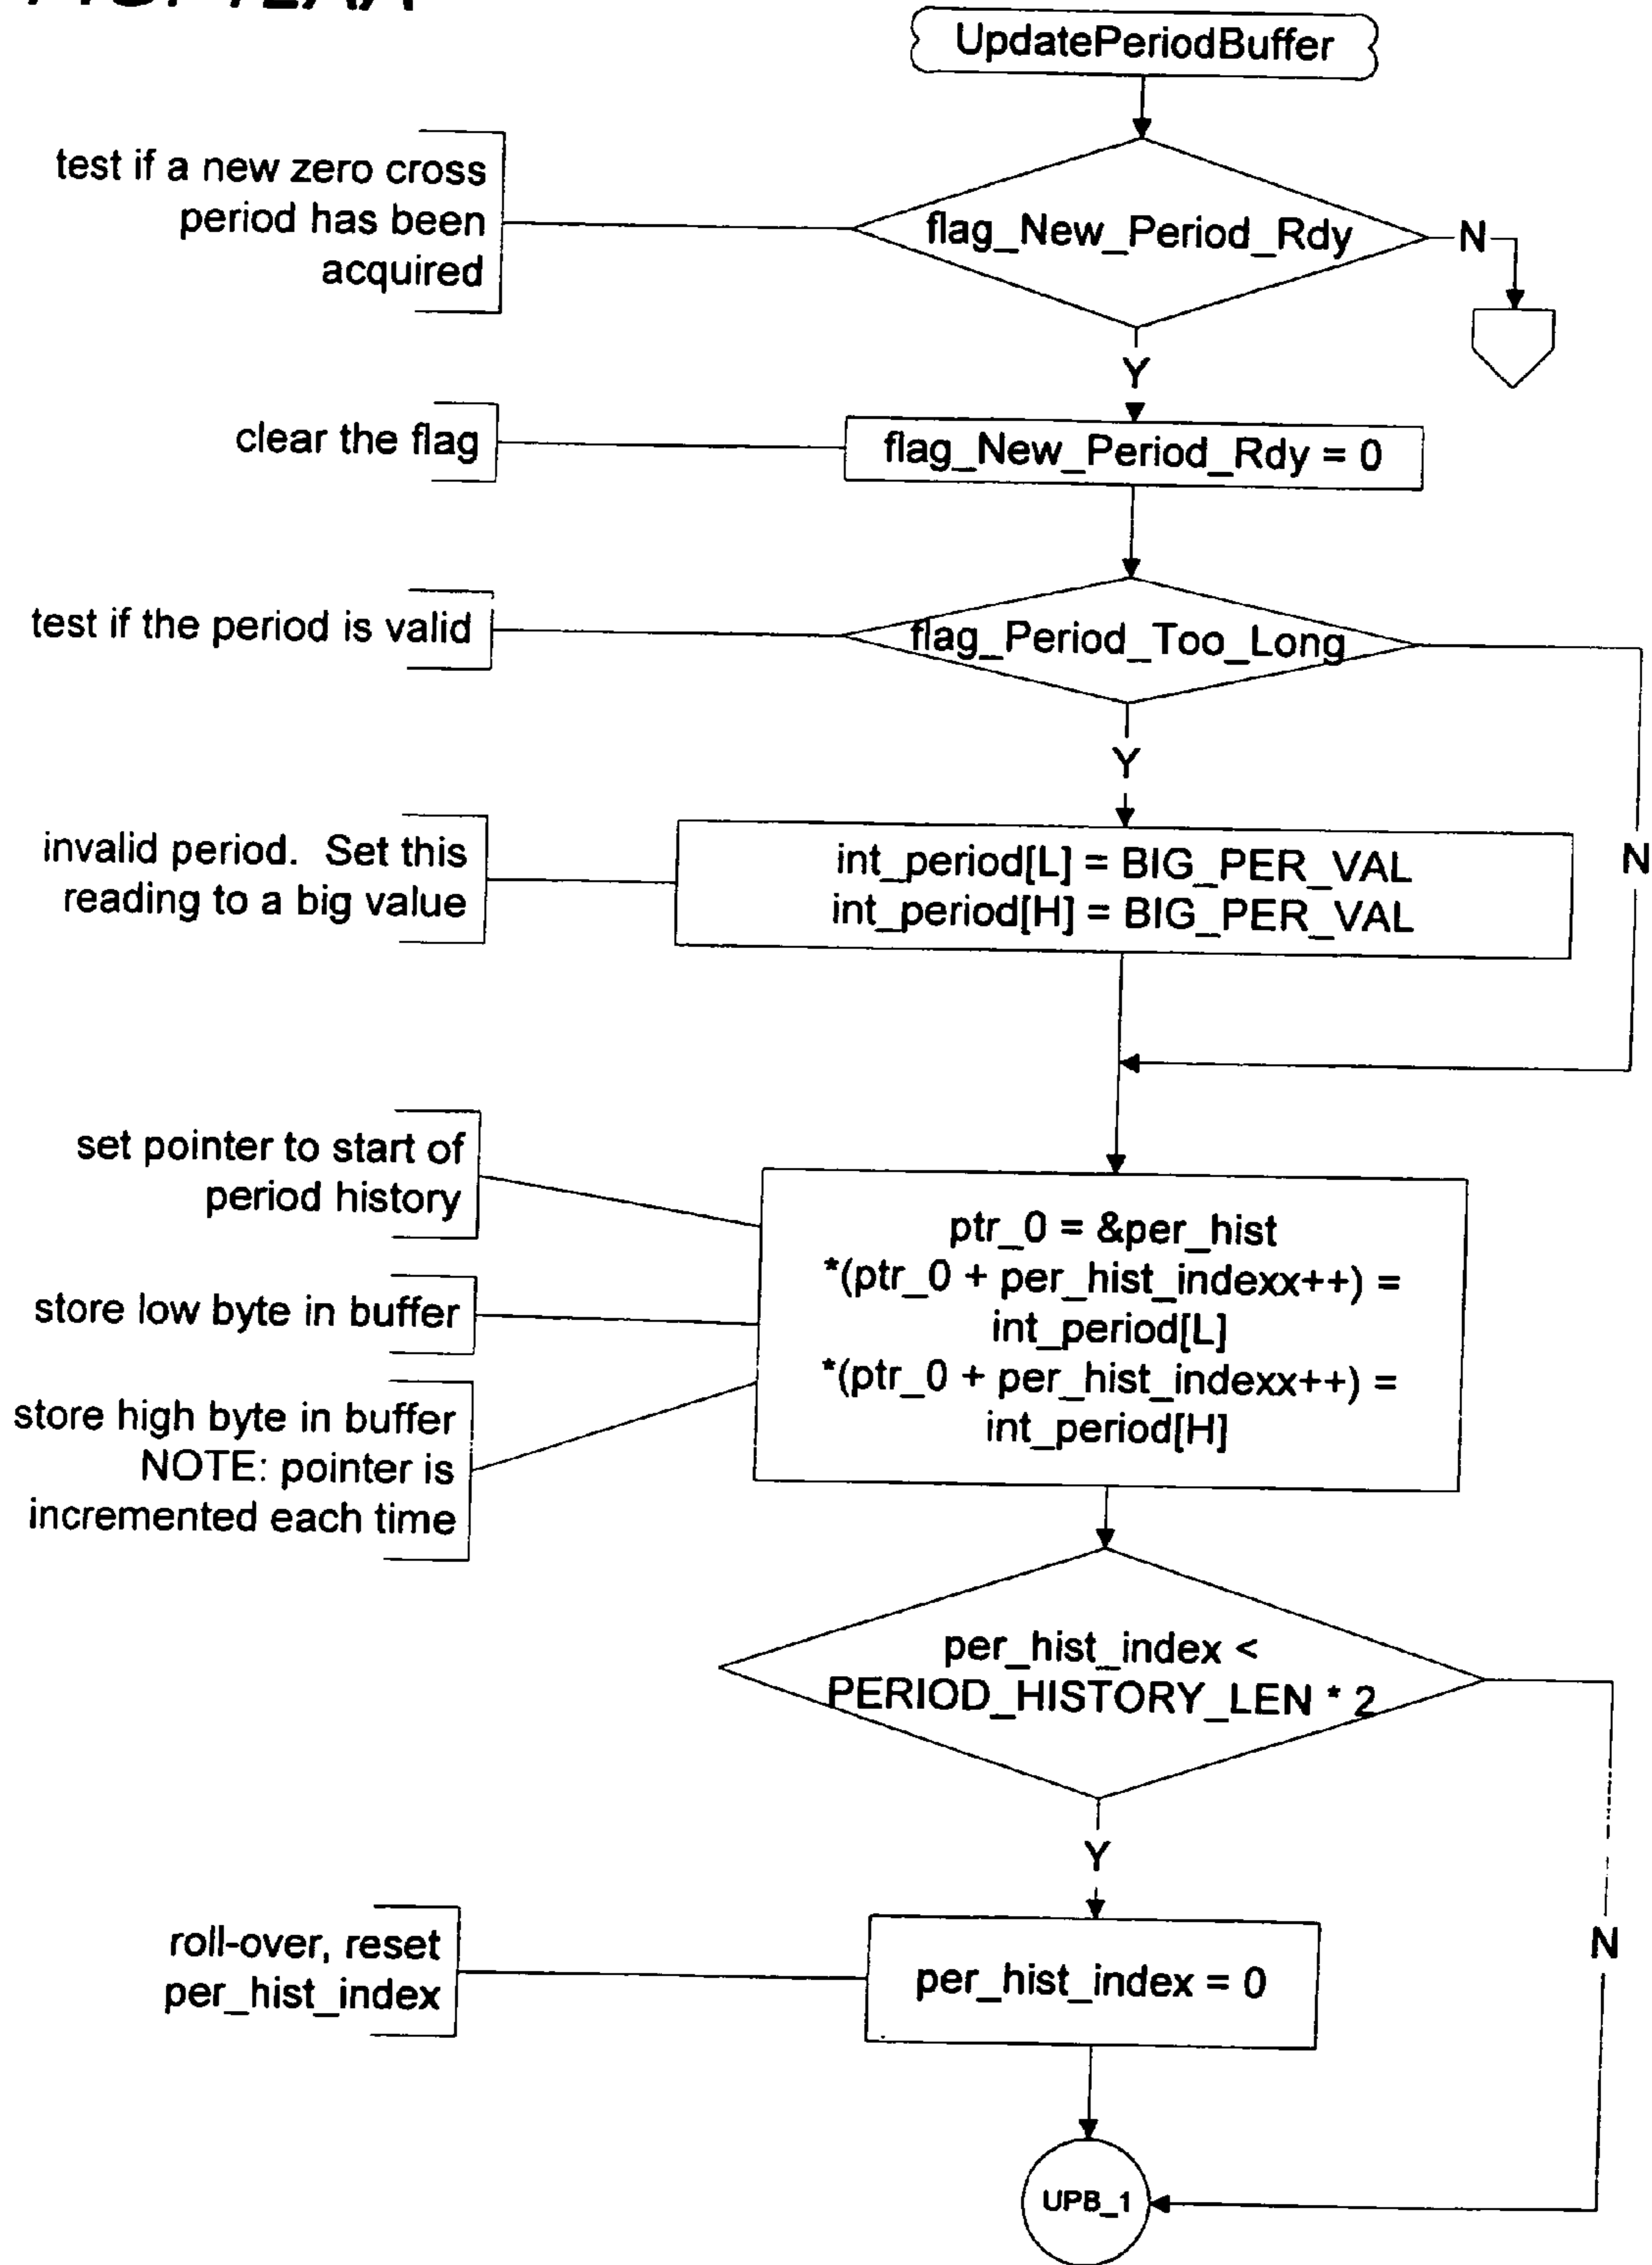 UpdatePeriodBuffer
test if a new zero cross
period has been
acquired
flag_New_Period_Rdy
N
Y
clear the flag
flag_New_Period_Rdy = 0
test if the period is valid
flag_Period_Too_Long
Y
N
invalid period. Set this
reading to a big value
int_period[L] = BIG_PER_VAL
int_period[H] = BIG_PER_VAL
set pointer to start of
period history
store low byte in buffer
store high byte in buffer
NOTE: pointer is
incremented each time
ptr_0 = &per_hist
*(ptr_0 + per_hist_indexx++) =
int_period[L]
*(ptr_0 + per_hist_indexx++) =
int_period[H]
per_hist_index <
PERIOD_HISTORY_LEN * 2
Y
N
roll-over, reset
per_hist_index
per_hist_index = 0
UPB_1